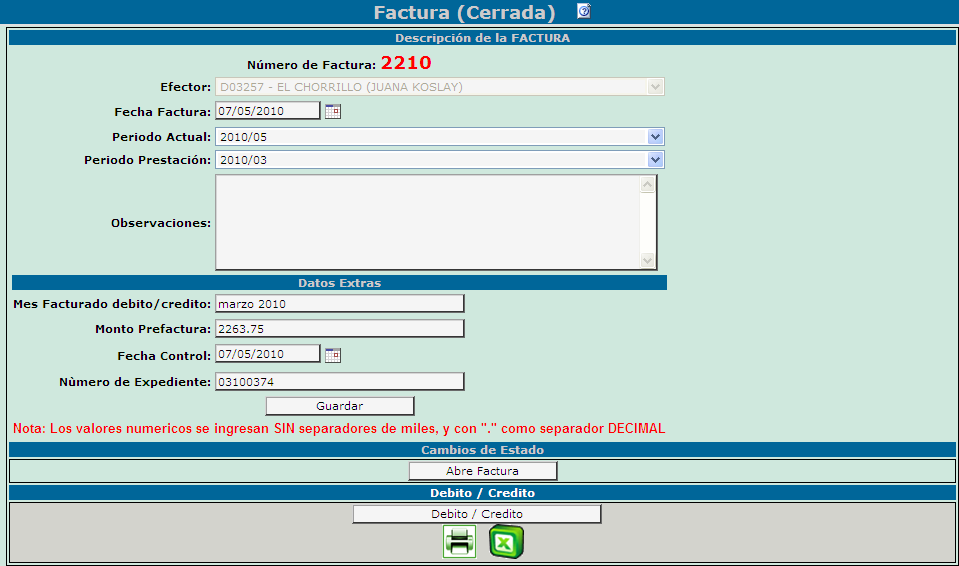 Factura (Cerrada)
Descripción de la FACTURA
Número de Factura: 2210
Efector: D03257 - EL CHORRILLO (JUANA KOSLAY)
Fecha Factura: 07/05/2010
Periodo Actual: 2010/05
Periodo Prestación: 2010/03
Observaciones:
Datos Extras
Mes Facturado debito/credito: marzo 2010
Monto Prefactura: 2263.75
Fecha Control: 07/05/2010
Nùmero de Expediente: 03100374
Guardar
Nota: Los valores numericos se ingresan SIN separadores de miles, y con "." como separador DECIMAL
Cambios de Estado
Abre Factura
Debito / Credito
Debito / Credito